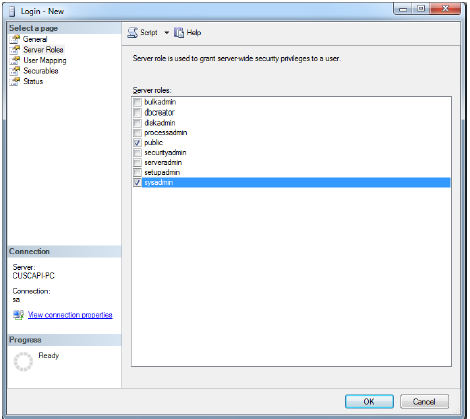 Login - New
Select a page
General
Server Roles
User Mapping
Securables
Status
Script
Help
Server role is used to grant server-wide security privileges to a user.
Server roles:
bulkadmin
dbcreator
diskadmin
processadmin
public
securityadmin
serveradmin
setupadmin
sysadmin
Connection
Server:
CUSCAPI-PC
Connection:
sa
View connection properties
Progress
Ready
OK
Cancel